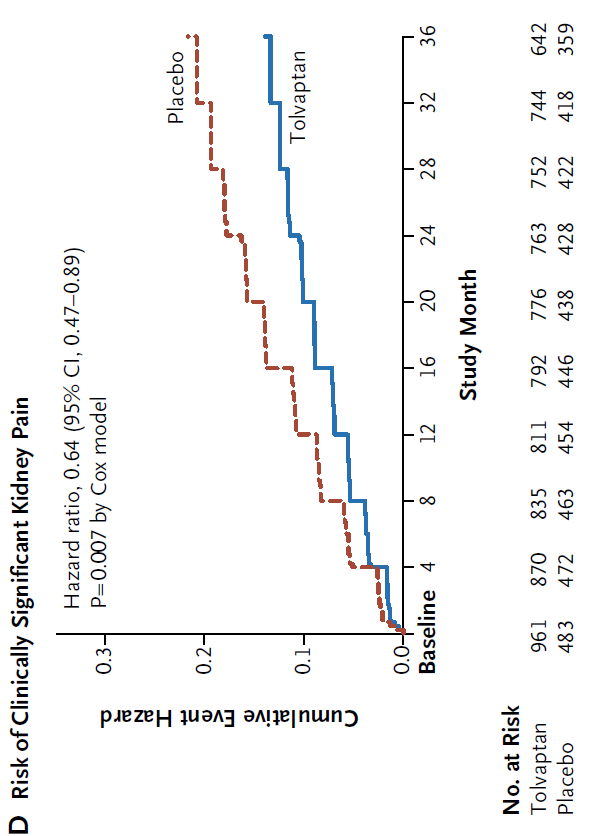 D Risk of Clinically Significant Kidney Pain
Hazard ratio, 0.64 (95% CI, 0.47–0.89)
P=0.007 by Cox model
Cumulative Event Hazard
0.3
0.2
0.1
0.0
Placebo
Tolvaptan
Baseline 4 8 12 16 20 24 28 32 36
Study Month
No. at Risk
Tolvaptan 961 870 835 811 792 776 763 752 744 642
Placebo 483 472 463 454 446 438 428 422 418 359